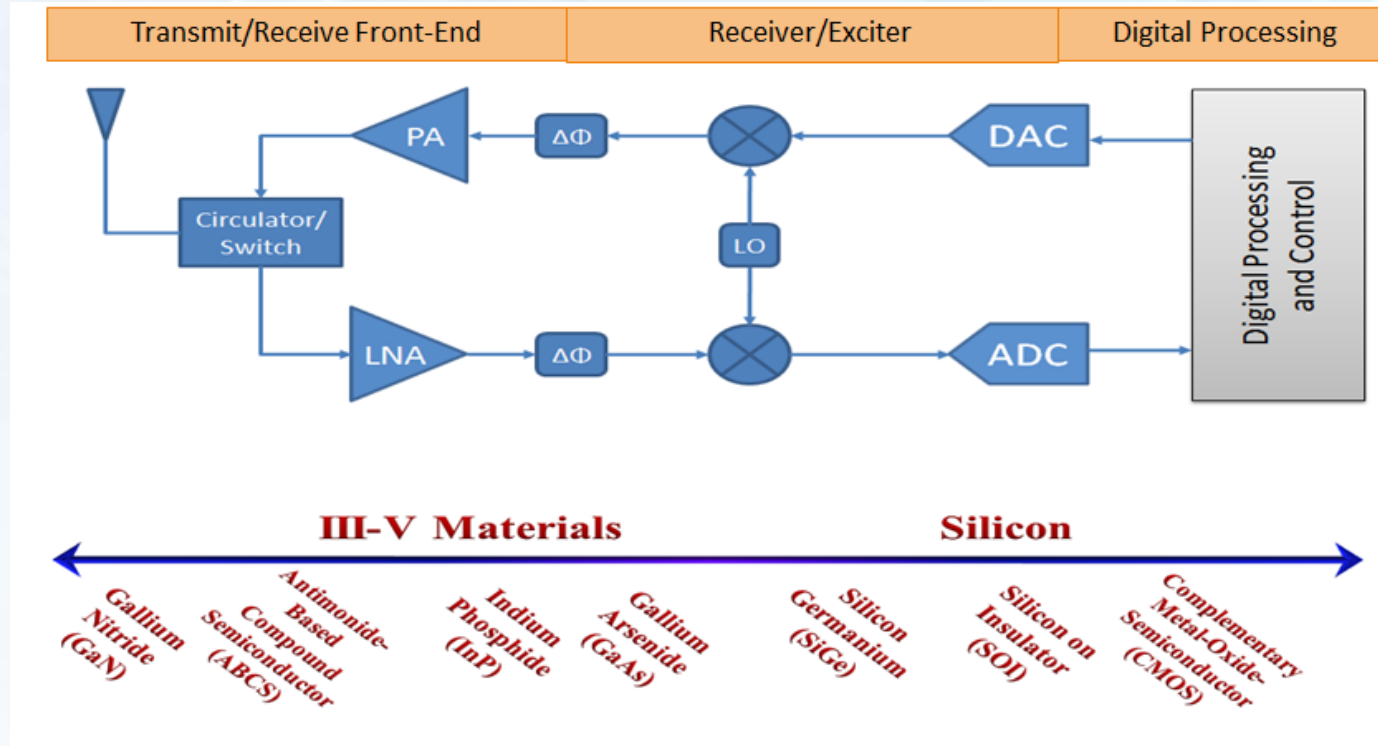 Transmit/Receive Front-End
Receiver/Exciter
Digital Processing
PA
ΔΦ
DAC
Circulator/
Switch
LO
Digital Processing
and Control
LNA
ΔΦ
ADC
III-V Materials
Silicon
Gallium
Nitride
(GaN)
Antimonide-
Based
Compound
Semiconductor
(ABCS)
Indium
Phosphide
(InP)
Gallium
Arsenide
(GaAs)
Silicon
Germanium
(SiGe)
Silicon on
Insulator
(SOI)
Complementary
Metal-Oxide-
Semiconductor
(CMOS)